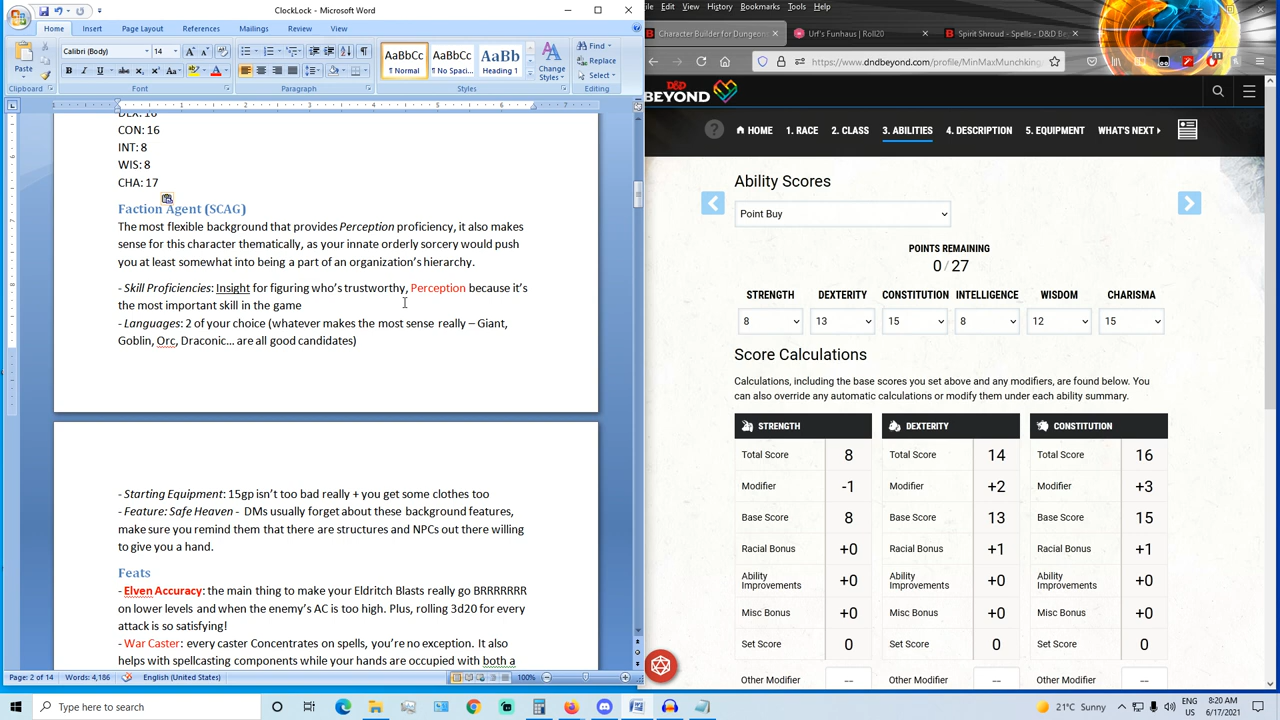 ClockLock - Microsoft Word
Home Insert Page Layout References Mailings Review View
Calibri (Body) 14
Paste
Clipboard
Font
Paragraph
AaBbCc AaBbCc AaBb
¶ Normal ¶ No Spaci... Heading 1
Change Styles
Styles
Find
Replace
Select
Editing
1 2 3 4 5 6 7
CON: 16
INT: 8
WIS: 8
CHA: 17
Faction Agent (SCAG)
The most flexible background that provides Perception proficiency, it also makes
sense for this character thematically, as your innate orderly sorcery would push
you at least somewhat into being a part of an organization's hierarchy.
- Skill Proficiencies: Insight for figuring who's trustworthy, Perception because it's
the most important skill in the game
- Languages: 2 of your choice (whatever makes the most sense really – Giant,
Goblin, Orc, Draconic... are all good candidates)
- Starting Equipment: 15gp isn't too bad really + you get some clothes too
- Feature: Safe Heaven - DMs usually forget about these background features,
make sure you remind them that there are structures and NPCs out there willing
to give you a hand.
Feats
- Elven Accuracy: the main thing to make your Eldritch Blasts really go BRRRRRRR
on lower levels and when the enemy's AC is too high. Plus, rolling 3d20 for every
attack is so satisfying!
- War Caster: every caster Concentrates on spells, you're no exception. It also
helps with spellcasting components while your hands are occupied with both a
Page: 2 of 14 Words: 4,186 English (United States) 100%
File Edit View History Bookmarks Tools Help
Character Builder for Dungeons
Urf's Funhaus | Roll20
Spirit Shroud - Spells - D&D Be
https://www.dndbeyond.com/profile/MinMaxMunchking
D&D
BEYOND
HOME 1. RACE 2. CLASS 3. ABILITIES 4. DESCRIPTION 5. EQUIPMENT WHAT'S NEXT
Ability Scores
Point Buy
POINTS REMAINING
0 / 27
STRENGTH DEXTERITY CONSTITUTION INTELLIGENCE WISDOM CHARISMA
8 13 15 8 12 15
Score Calculations
Calculations, including the base scores you set above and any modifiers, are found below. You
can also override any automatic calculations or modify them under each ability summary.
STRENGTH DEXTERITY CONSTITUTION
Total Score 8 Total Score 14 Total Score 16
Modifier -1 Modifier +2 Modifier +3
Base Score 8 Base Score 13 Base Score 15
Racial Bonus +0 Racial Bonus +1 Racial Bonus +1
Ability Improvements +0 Ability Improvements +0 Ability Improvements +0
Misc Bonus +0 Misc Bonus +0 Misc Bonus +0
Set Score 0 Set Score 0 Set Score 0
Other Modifier -- Other Modifier -- Other Modifier --
Type here to search
21°C Sunny
ENG
US
8:20 AM
6/17/2021